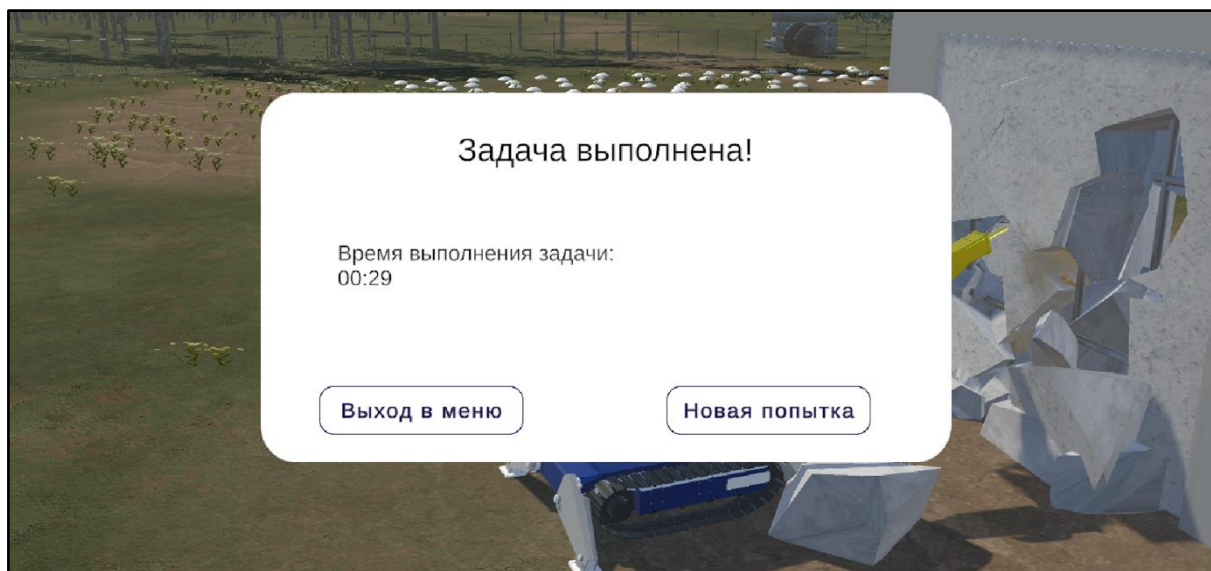 Задача выполнена!
Время выполнения задачи:
00:29
Выход в меню
Новая попытка